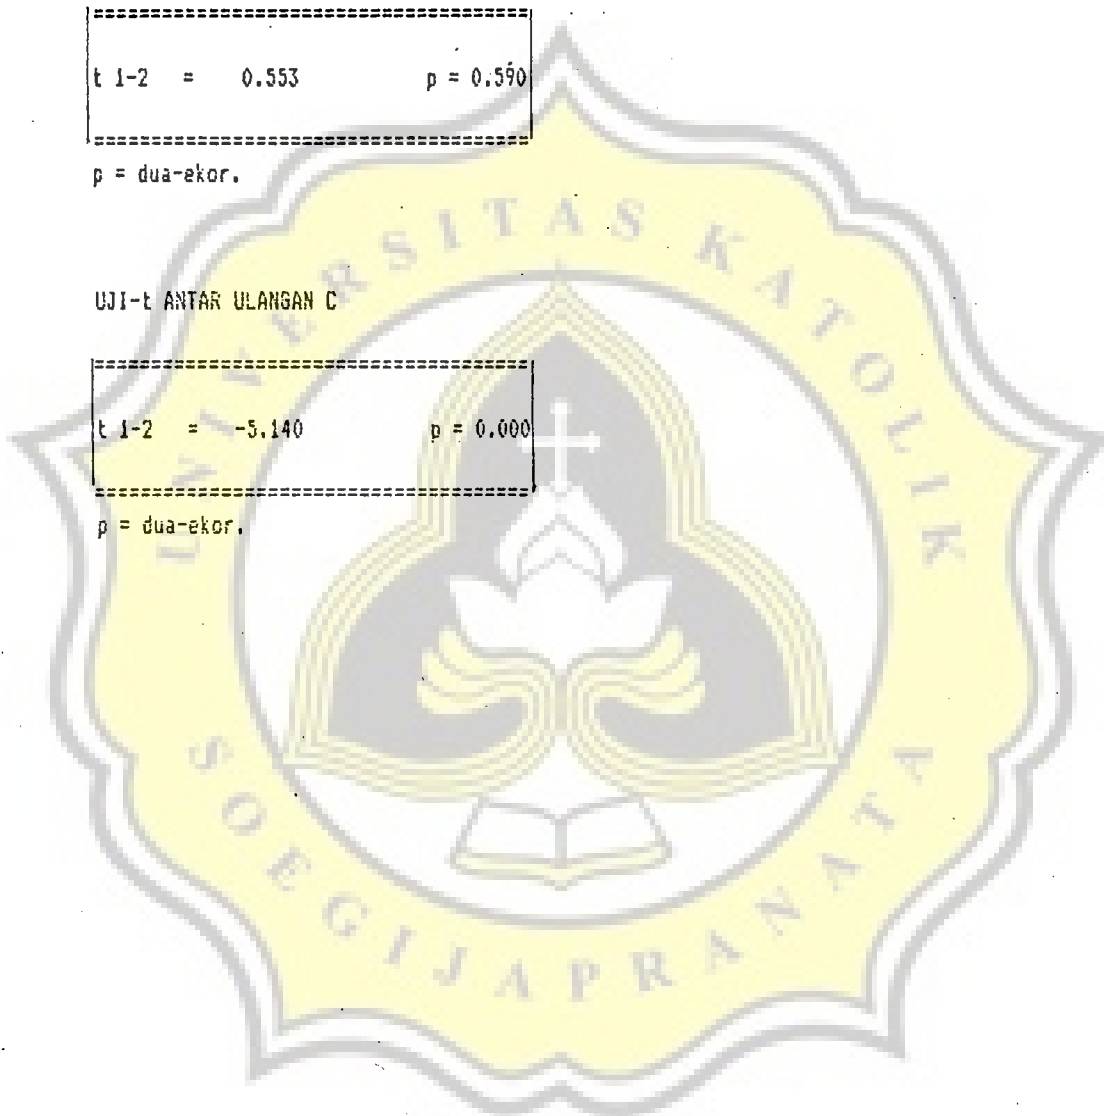 t 1-2 = 0.553 p = 0.590
p = dua-ekor.
UJI-t ANTAR ULANGAN C
t 1-2 = -5.140 p = 0.000
p = dua-ekor.
UNIVERSITAS KATOLIK
SOEGIJAPRANATA